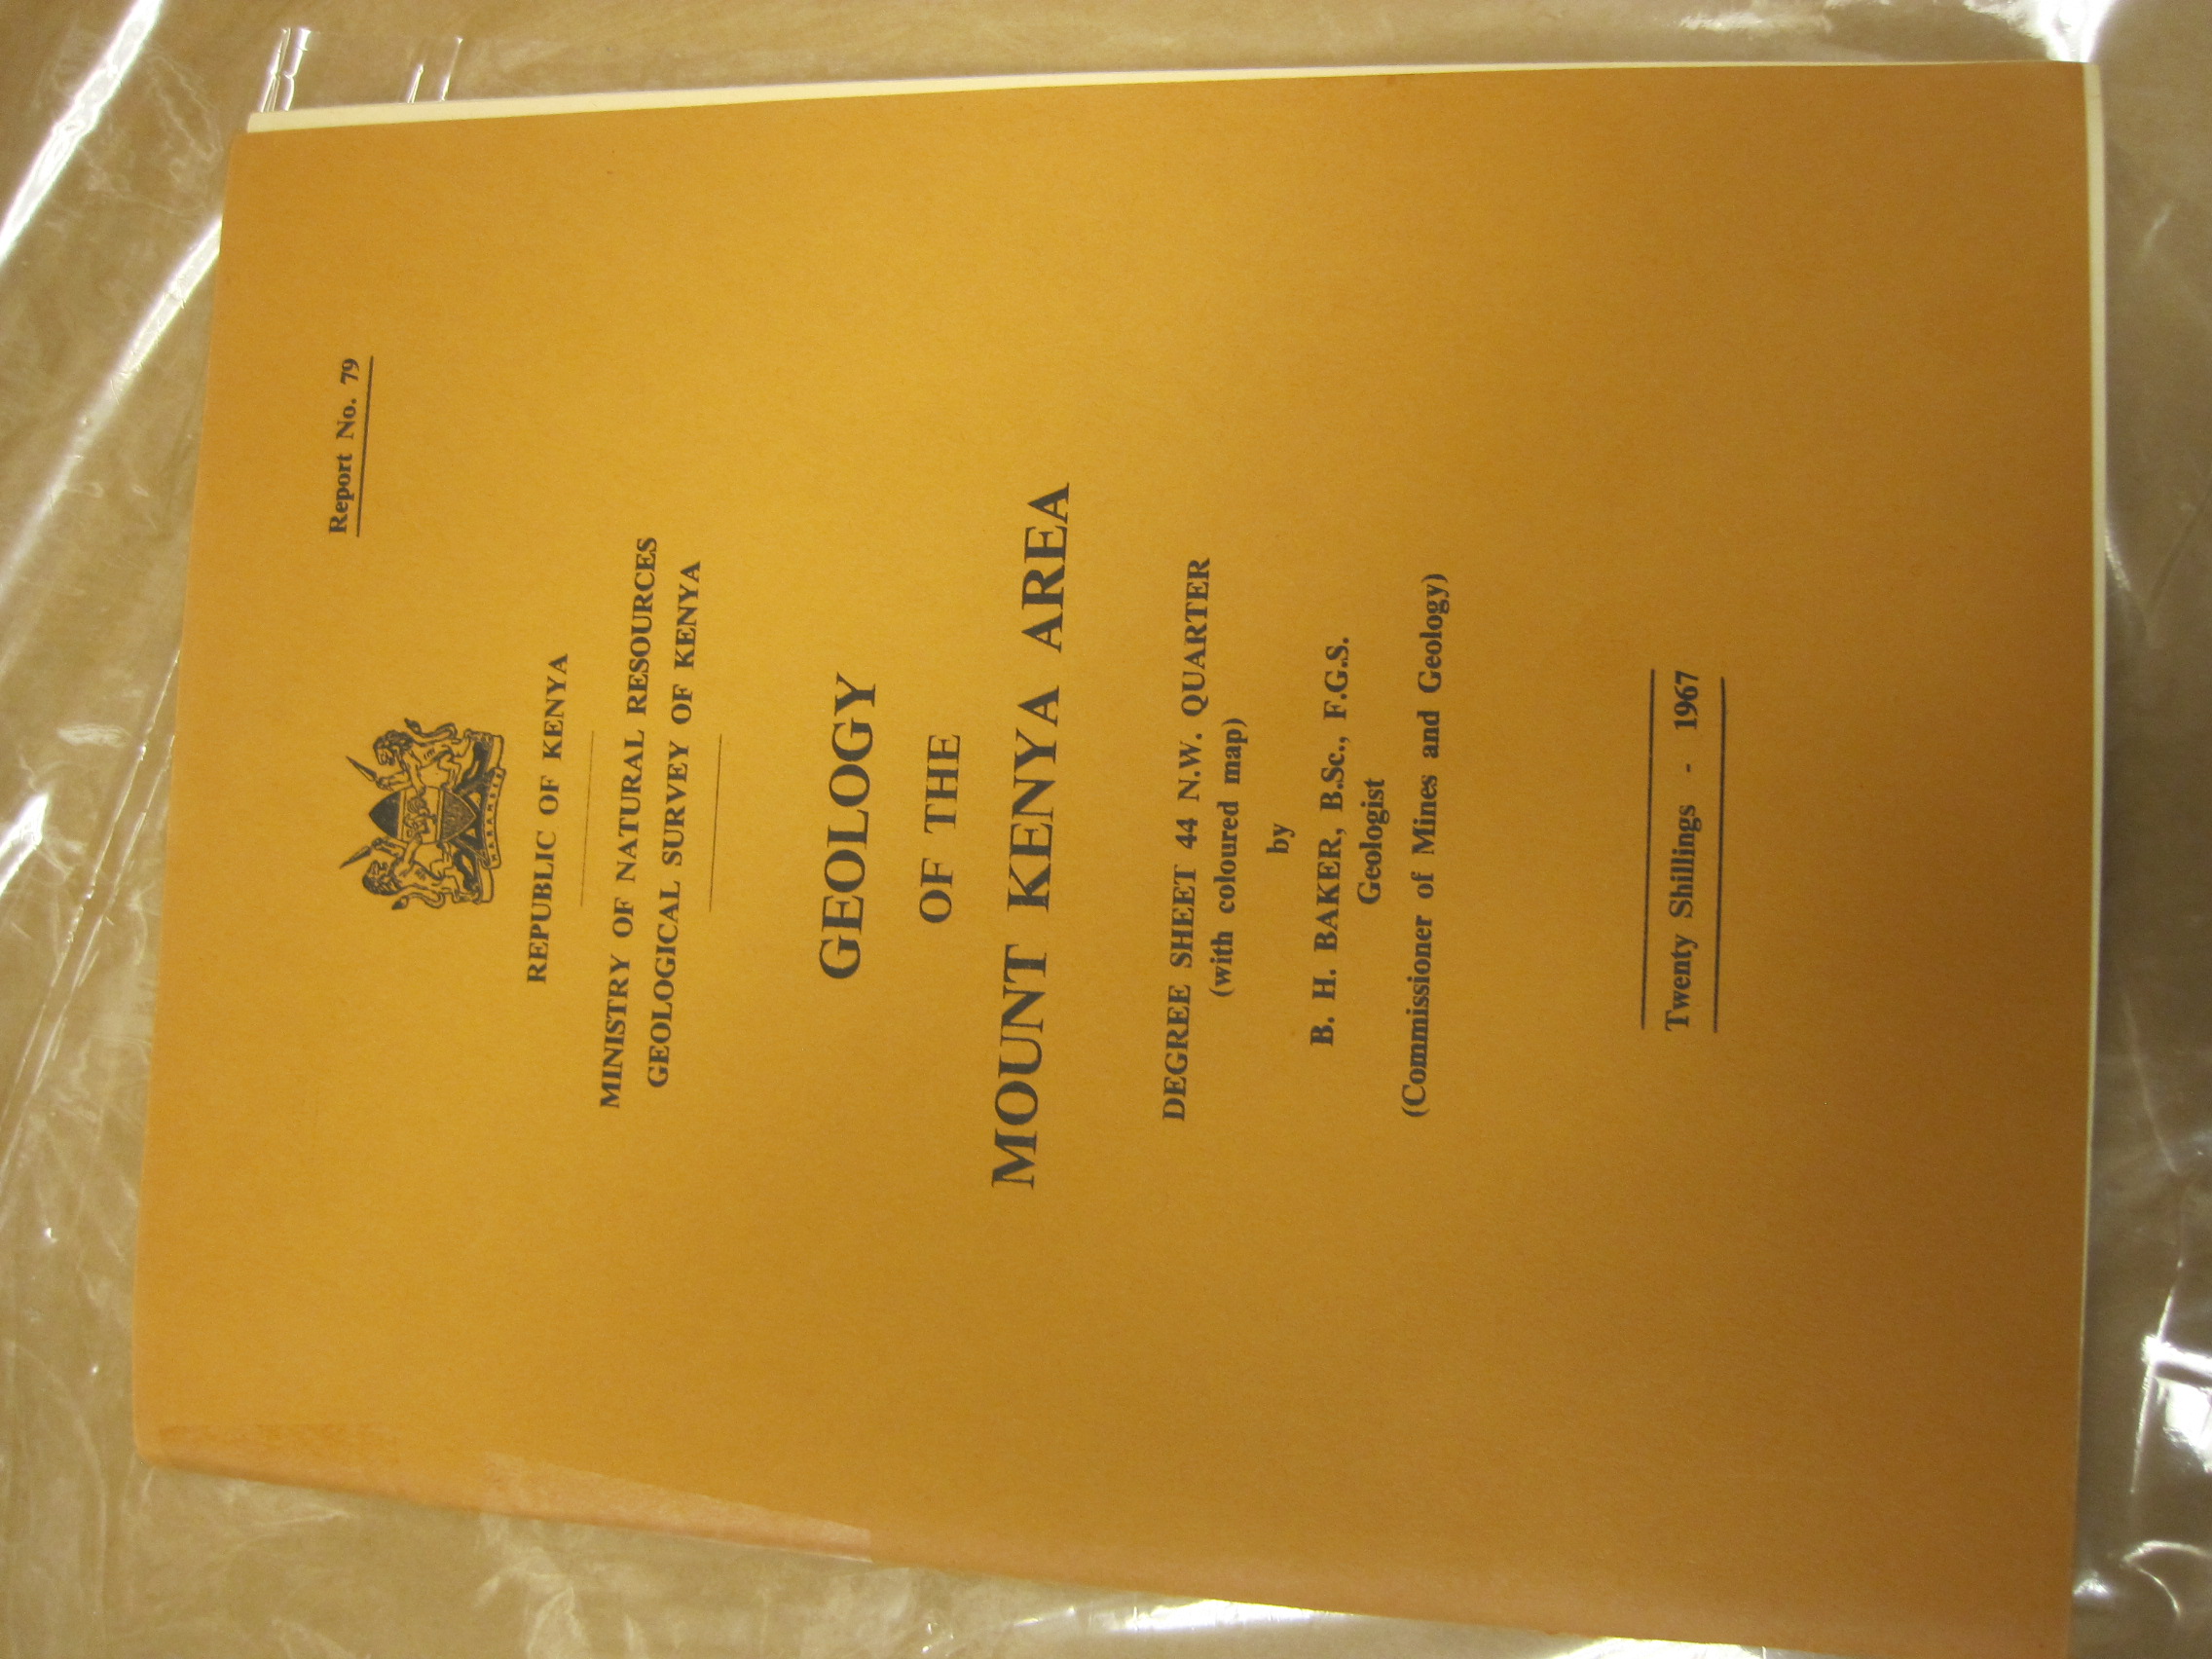 Report No. 79
HARAMBEE
REPUBLIC OF KENYA
MINISTRY OF NATURAL RESOURCES
GEOLOGICAL SURVEY OF KENYA
GEOLOGY
OF THE
MOUNT KENYA AREA
DEGREE SHEET 44 N.W. QUARTER
(with coloured map)
by
B. H. BAKER, B.Sc., F.G.S.
Geologist
(Commissioner of Mines and Geology)
Twenty Shillings - 1967